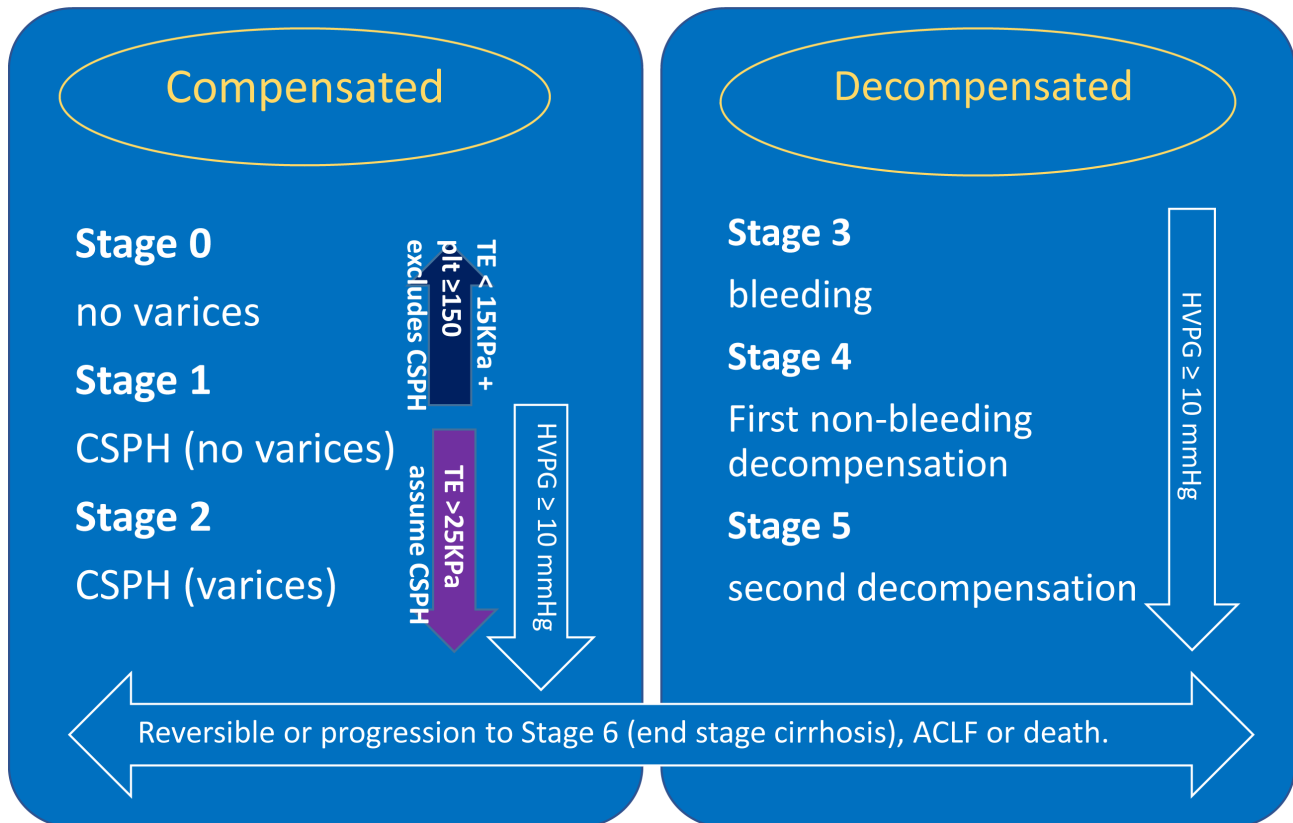 Compensated
Stage 0
no varices
Stage 1
CSPH (no varices)
Stage 2
CSPH (varices)
TE < 15KPa +
plt ≥150
excludes CSPH
TE >25KPa
assume CSPH
HVPG ≥ 10 mmHg
Decompensated
Stage 3
bleeding
Stage 4
First non-bleeding
decompensation
Stage 5
second decompensation
HVPG ≥ 10 mmHg
Reversible or progression to Stage 6 (end stage cirrhosis), ACLF or death.